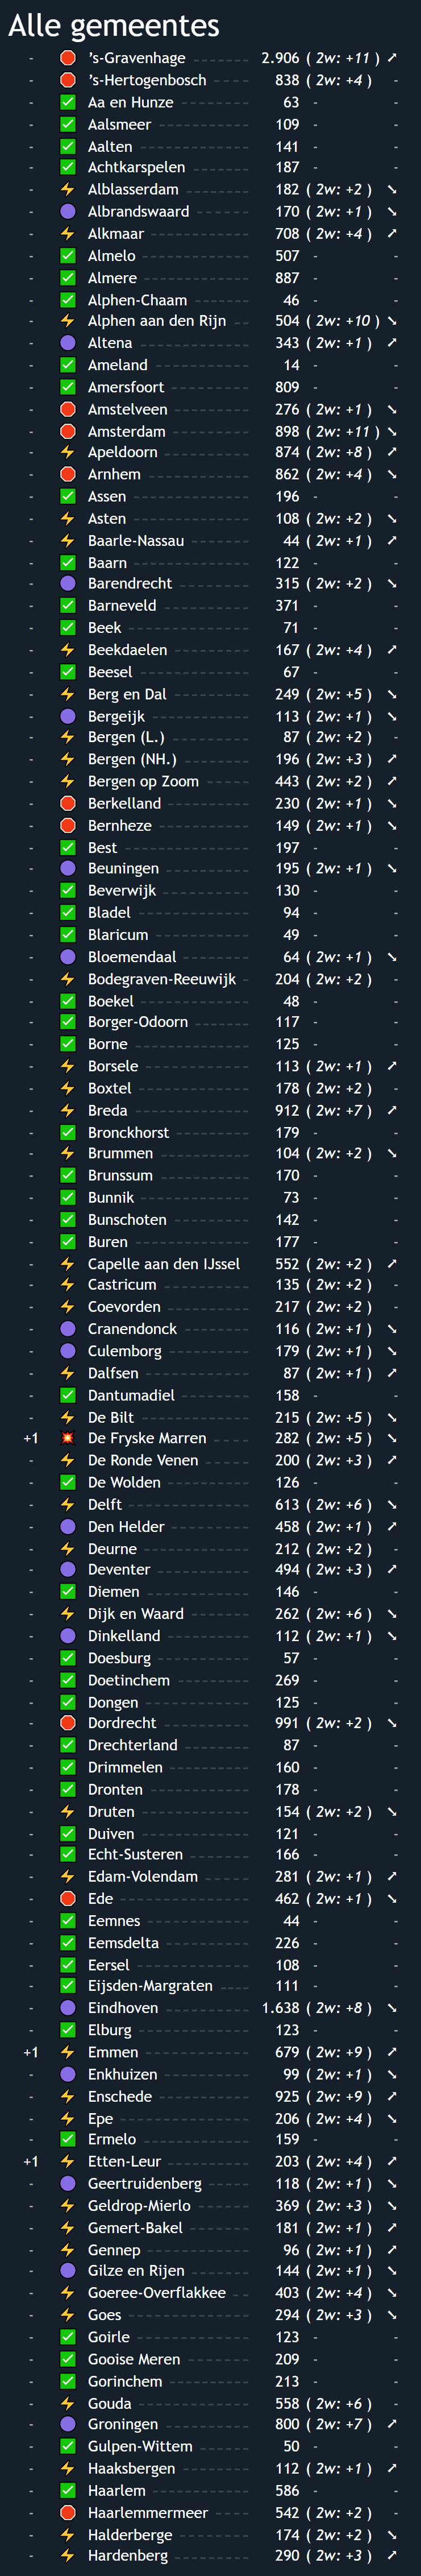 Alle gemeentes
- 's-Gravenhage 2.906 ( 2w: +11 ) ➚
- 's-Hertogenbosch 838 ( 2w: +4 ) -
- Aa en Hunze 63 - -
- Aalsmeer 109 - -
- Aalten 141 - -
- Achtkarspelen 187 - -
- Alblasserdam 182 ( 2w: +2 ) ➘
- Albrandswaard 170 ( 2w: +1 ) ➘
- Alkmaar 708 ( 2w: +4 ) ➚
- Almelo 507 - -
- Almere 887 - -
- Alphen-Chaam 46 - -
- Alphen aan den Rijn 504 ( 2w: +10 ) ➘
- Altena 343 ( 2w: +1 ) ➚
- Ameland 14 - -
- Amersfoort 809 - -
- Amstelveen 276 ( 2w: +1 ) ➘
- Amsterdam 898 ( 2w: +11 ) ➘
- Apeldoorn 874 ( 2w: +8 ) ➚
- Arnhem 862 ( 2w: +4 ) ➘
- Assen 196 - -
- Asten 108 ( 2w: +2 ) ➘
- Baarle-Nassau 44 ( 2w: +1 ) ➚
- Baarn 122 - -
- Barendrecht 315 ( 2w: +2 ) ➘
- Barneveld 371 - -
- Beek 71 - -
- Beekdaelen 167 ( 2w: +4 ) ➚
- Beesel 67 - -
- Berg en Dal 249 ( 2w: +5 ) ➘
- Bergeijk 113 ( 2w: +1 ) ➘
- Bergen (L.) 87 ( 2w: +2 ) -
- Bergen (NH.) 196 ( 2w: +3 ) ➚
- Bergen op Zoom 443 ( 2w: +2 ) ➚
- Berkelland 230 ( 2w: +1 ) ➘
- Bernheze 149 ( 2w: +1 ) ➘
- Best 197 - -
- Beuningen 195 ( 2w: +1 ) ➘
- Beverwijk 130 - -
- Bladel 94 - -
- Blaricum 49 - -
- Bloemendaal 64 ( 2w: +1 ) ➘
- Bodegraven-Reeuwijk 204 ( 2w: +2 ) -
- Boekel 48 - -
- Borger-Odoorn 117 - -
- Borne 125 - -
- Borsele 113 ( 2w: +1 ) ➚
- Boxtel 178 ( 2w: +2 ) -
- Breda 912 ( 2w: +7 ) ➚
- Bronckhorst 179 - -
- Brummen 104 ( 2w: +2 ) ➘
- Brunssum 170 - -
- Bunnik 73 - -
- Bunschoten 142 - -
- Buren 177 - -
- Capelle aan den IJssel 552 ( 2w: +2 ) ➚
- Castricum 135 ( 2w: +2 ) -
- Coevorden 217 ( 2w: +2 ) -
- Cranendonck 116 ( 2w: +1 ) ➘
- Culemborg 179 ( 2w: +1 ) ➘
- Dalfsen 87 ( 2w: +1 ) ➚
- Dantumadiel 158 - -
- De Bilt 215 ( 2w: +5 ) ➘
+1 De Fryske Marren 282 ( 2w: +5 ) ➘
- De Ronde Venen 200 ( 2w: +3 ) ➚
- De Wolden 126 - -
- Delft 613 ( 2w: +6 ) ➘
- Den Helder 458 ( 2w: +1 ) ➚
- Deurne 212 ( 2w: +2 ) -
- Deventer 494 ( 2w: +3 ) ➚
- Diemen 146 - -
- Dijk en Waard 262 ( 2w: +6 ) ➘
- Dinkelland 112 ( 2w: +1 ) ➘
- Doesburg 57 - -
- Doetinchem 269 - -
- Dongen 125 - -
- Dordrecht 991 ( 2w: +2 ) ➘
- Drechterland 87 - -
- Drimmelen 160 - -
- Dronten 178 - -
- Druten 154 ( 2w: +2 ) ➘
- Duiven 121 - -
- Echt-Susteren 166 - -
- Edam-Volendam 281 ( 2w: +1 ) ➚
- Ede 462 ( 2w: +1 ) ➘
- Eemnes 44 - -
- Eemsdelta 226 - -
- Eersel 108 - -
- Eijsden-Margraten 111 - -
- Eindhoven 1.638 ( 2w: +8 ) ➘
- Elburg 123 - -
+1 Emmen 679 ( 2w: +9 ) ➚
- Enkhuizen 99 ( 2w: +1 ) ➘
- Enschede 925 ( 2w: +9 ) ➚
- Epe 206 ( 2w: +4 ) ➘
- Ermelo 159 - -
+1 Etten-Leur 203 ( 2w: +4 ) ➚
- Geertruidenberg 118 ( 2w: +1 ) ➘
- Geldrop-Mierlo 369 ( 2w: +3 ) ➘
- Gemert-Bakel 181 ( 2w: +1 ) ➚
- Gennep 96 ( 2w: +1 ) ➚
- Gilze en Rijen 144 ( 2w: +1 ) ➘
- Goeree-Overflakkee 403 ( 2w: +4 ) ➘
- Goes 294 ( 2w: +3 ) ➘
- Goirle 123 - -
- Gooise Meren 209 - -
- Gorinchem 213 - -
- Gouda 558 ( 2w: +6 ) -
- Groningen 800 ( 2w: +7 ) ➚
- Gulpen-Wittem 50 - -
- Haaksbergen 112 ( 2w: +1 ) ➚
- Haarlem 586 - -
- Haarlemmermeer 542 ( 2w: +2 ) -
- Halderberge 174 ( 2w: +2 ) ➘
- Hardenberg 290 ( 2w: +3 ) ➚